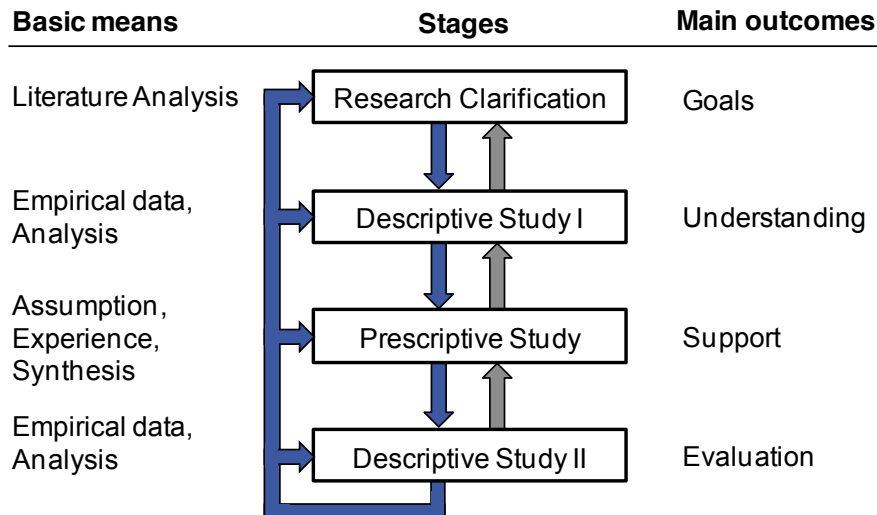 Basic means
Stages
Main outcomes
Literature Analysis
Research Clarification
Goals
Empirical data,
Analysis
Descriptive Study I
Understanding
Assumption,
Experience,
Synthesis
Prescriptive Study
Support
Empirical data,
Analysis
Descriptive Study II
Evaluation